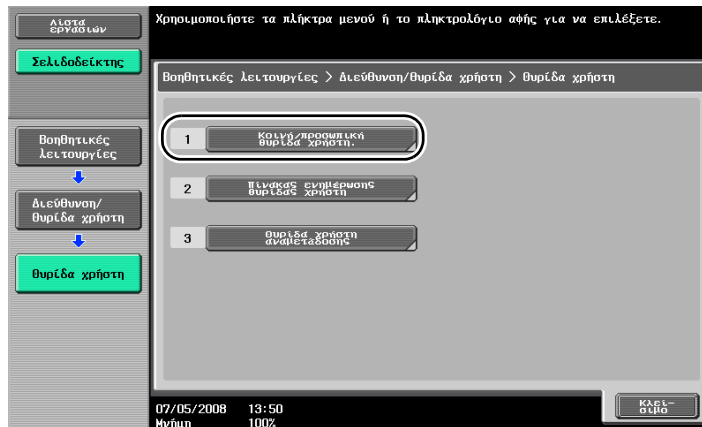 Λίστα
εργασιών
Χρησιμοποιήστε τα πλήκτρα μενού ή το πληκτρολόγιο αφής για να επιλέξετε.
Σελιδοδείκτης
Βοηθητικές λειτουργίες > Διεύθυνση/θυρίδα χρήστη > θυρίδα χρήστη
1 Κοινή/προσωπική
θυρίδα χρήστη.
Βοηθητικές
λειτουργίες
2 Πίνακας ενημέρωσης
θυρίδας χρήστη
Διεύθυνση/
θυρίδα χρήστη
3 θυρίδα χρήστη
αναμετάδοσης
θυρίδα χρήστη
Κλεί-
σιμο
07/05/2008 13:50
Μνήμη 100%